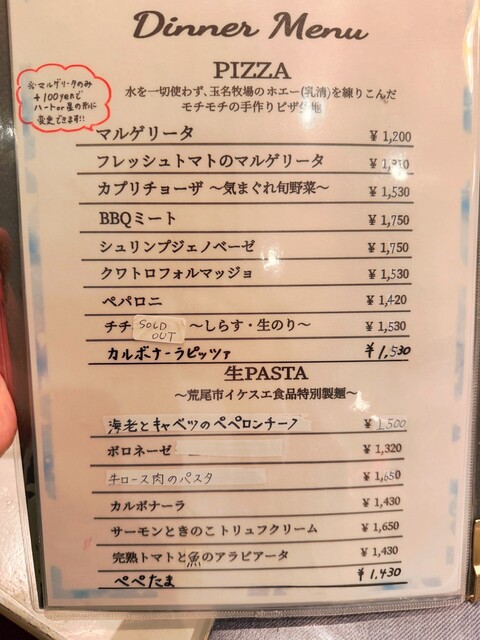 Dinner Menu
PIZZA
水を一切使わず、玉名牧場のホエー(乳清)を練りこんだ
モチモチの手作りピザ生地
※マルゲリータのみ
+100yenで
ハートor星の形に
変更できます!!
マルゲリータ ¥1,200
フレッシュトマトのマルゲリータ
カプリチョーザ ～気まぐれ旬野菜～ ¥1,530
BBQミート ¥1,750
シュリンプジェノベーゼ ¥1,750
クワトロフォルマッジョ ¥1,530
ペパロニ ¥1,420
チチ SOLD OUT ～しらす・生のり～ ¥1,530
カルボナーラピッツァ ¥1,530
生PASTA
～荒尾市イケスエ食品特別製麺～
海老とキャベツのペペロンチーノ ¥1,500
ボロネーゼ ¥1,320
牛ロース肉のパスタ ¥1,650
カルボナーラ ¥1,430
サーモンときのこトリュフクリーム ¥1,650
完熟トマトと魚のアラビアータ ¥1,430
ペペたま ¥1,430